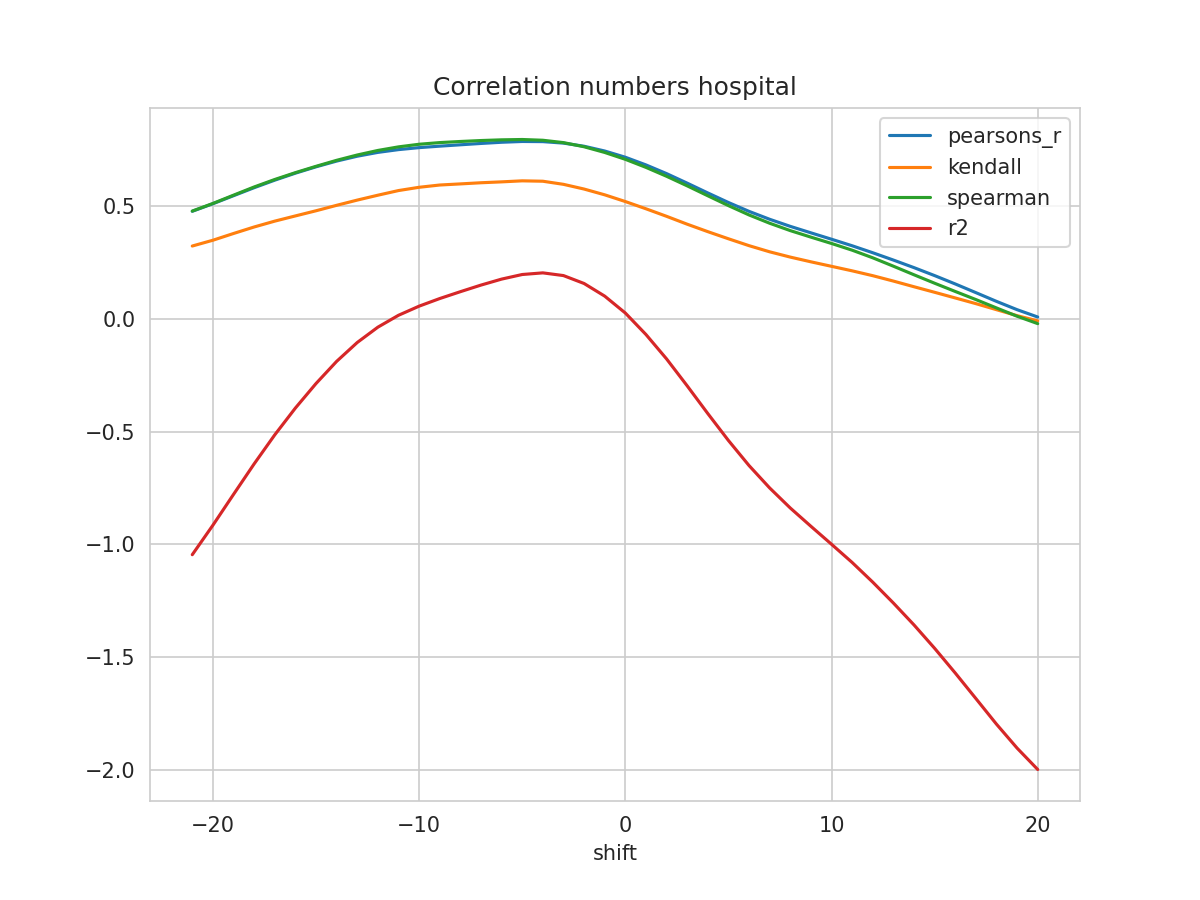 Correlation numbers hospital
pearsons_r
kendall
spearman
r2
0.5
0.0
−0.5
−1.0
−1.5
−2.0
−20 −10 0 10 20
shift